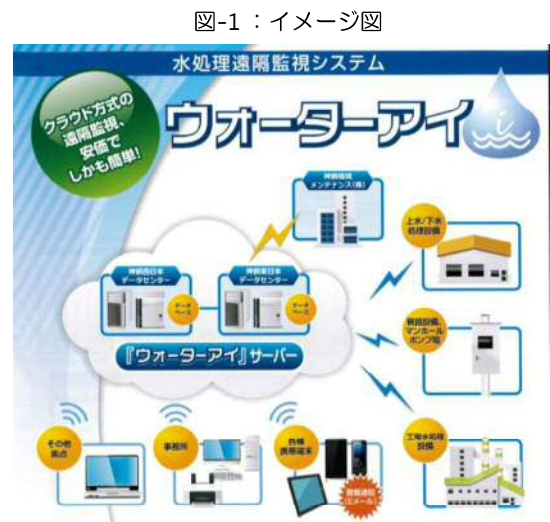 図-1：イメージ図
水処理遠隔監視システム
クラウド方式の
遠隔監視、
安価で
しかも簡単!
ウォーターアイ
i
神鋼環境
メンテナンス(株)
上水/下水
処理設備
神鋼西日本
データセンター
神鋼東日本
データセンター
データ
ベース
データ
ベース
『ウォーターアイ』サーバー
管路設備、
マンホール
ポンプ場
その他
拠点
事務所
各種
携帯端末
工場水処理
設備
警報通知
(Eメール)